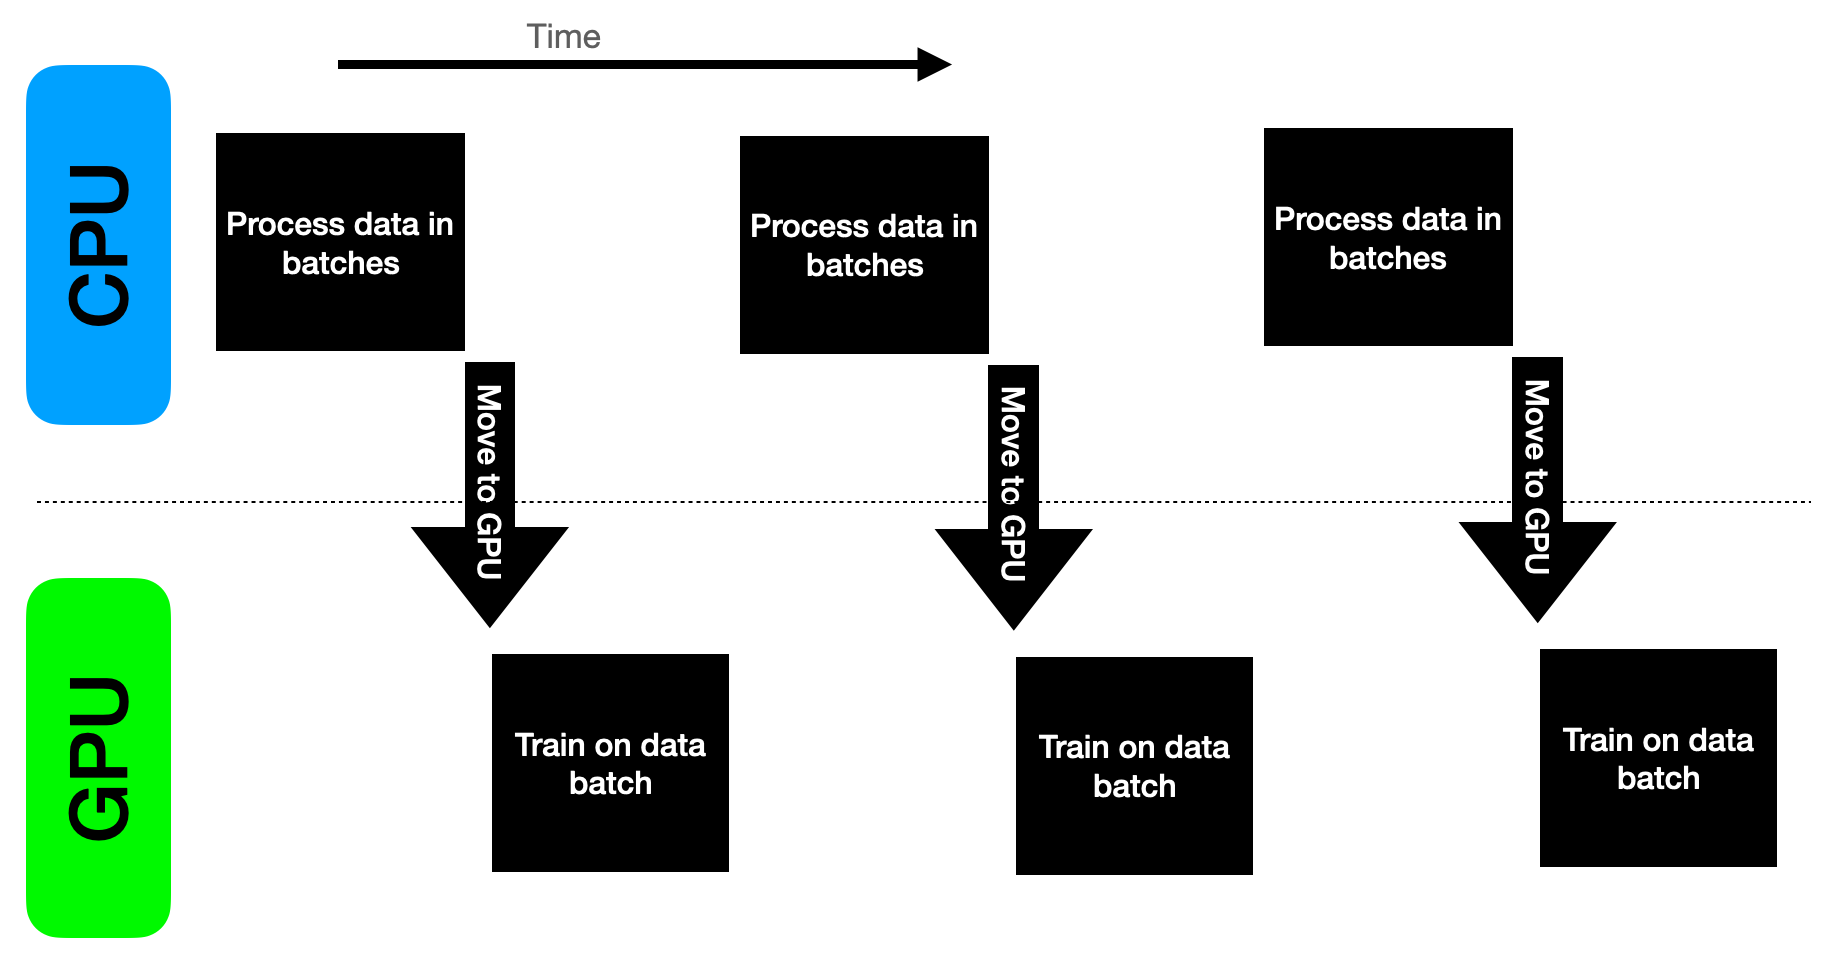 Time
CPU
Process data in
batches
Process data in
batches
Process data in
batches
Move to GPU
Move to GPU
Move to GPU
GPU
Train on data
batch
Train on data
batch
Train on data
batch